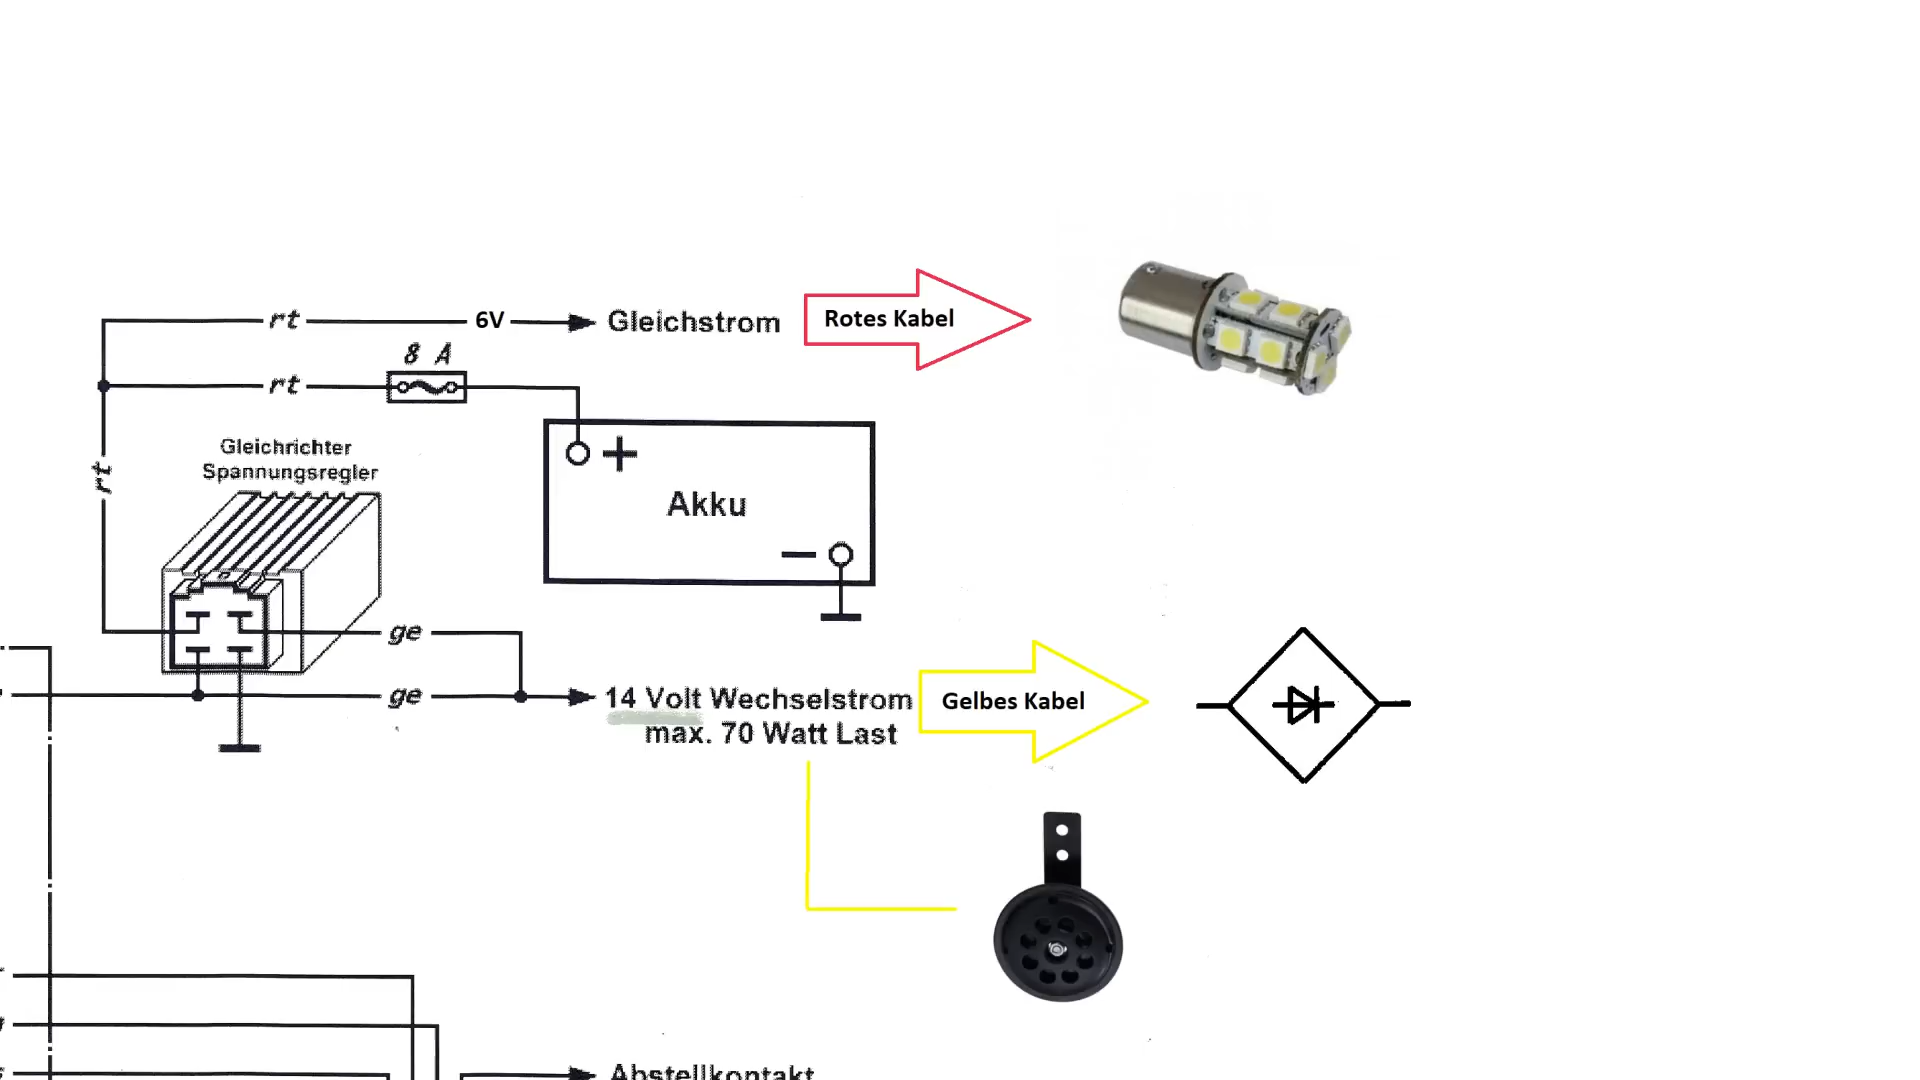 rt
6V
Gleichstrom
Rotes Kabel
8 A
rt
Gleichrichter
Spannungsregler
rt
+
Akku
−
ge
ge
14 Volt Wechselstrom
max. 70 Watt Last
Gelbes Kabel
Abstellkontakt